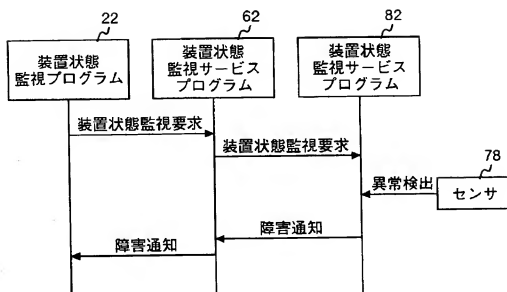 22
62
82
装置状態
監視プログラム
装置状態
監視サービス
プログラム
装置状態
監視サービス
プログラム
装置状態監視要求
装置状態監視要求
78
異常検出
センサ
障害通知
障害通知